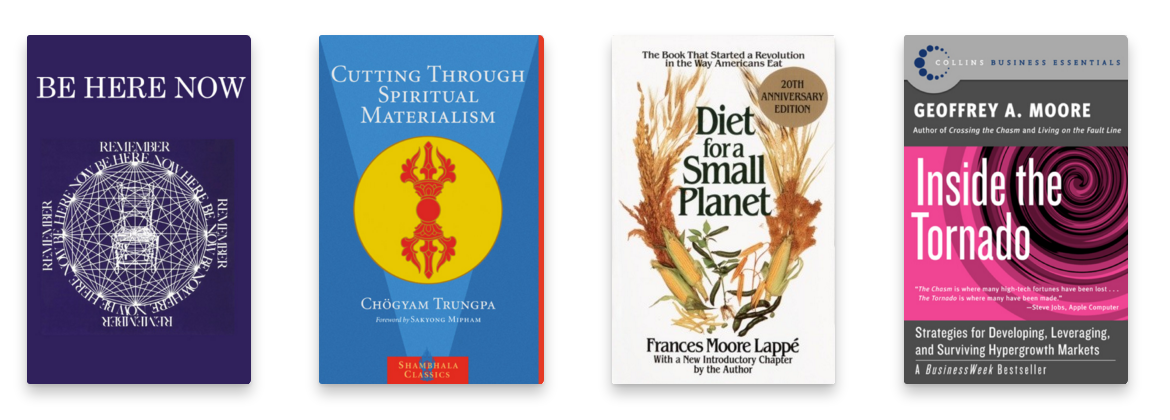 BE HERE NOW
REMEMBER
BE HERE NOW
REMEMBER
REMEMBER
REMEMBER
CUTTING THROUGH
SPIRITUAL
MATERIALISM
CHÖGYAM TRUNGPA
Foreword by SAKYONG MIPHAM
SHAMBHALA
CLASSICS
The Book That Started a Revolution
in the Way Americans Eat
20TH
ANNIVERSARY
EDITION
Diet
for a
Small
Planet
Frances Moore Lappé
With a New Introductory Chapter
by the Author
COLLINS BUSINESS ESSENTIALS
GEOFFREY A. MOORE
Author of Crossing the Chasm and Living on the Fault Line
Inside the
Tornado
"The Chasm is where many high-tech fortunes have been lost . . .
The Tornado is where many have been made."
—Steve Jobs, Apple Computer
Strategies for Developing, Leveraging,
and Surviving Hypergrowth Markets
A BusinessWeek Bestseller